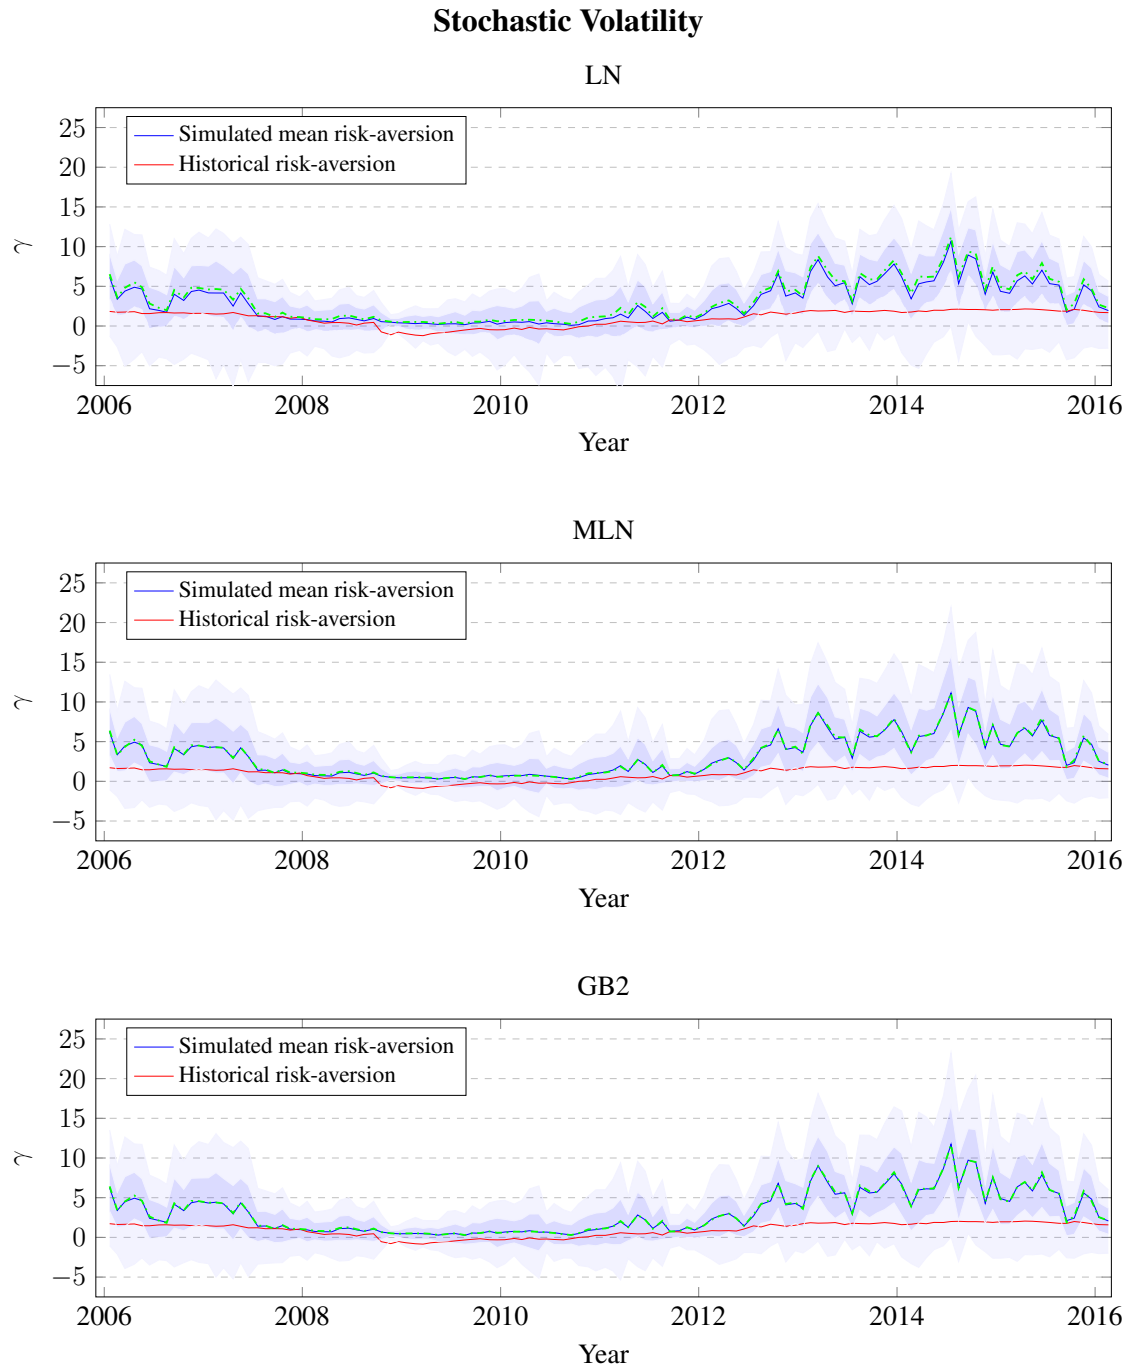 Stochastic Volatility
LN
Simulated mean risk-aversion
Historical risk-aversion
25
20
15
10
5
0
−5
γ
2006 2008 2010 2012 2014 2016
Year
MLN
Simulated mean risk-aversion
Historical risk-aversion
25
20
15
10
5
0
−5
γ
2006 2008 2010 2012 2014 2016
Year
GB2
Simulated mean risk-aversion
Historical risk-aversion
25
20
15
10
5
0
−5
γ
2006 2008 2010 2012 2014 2016
Year